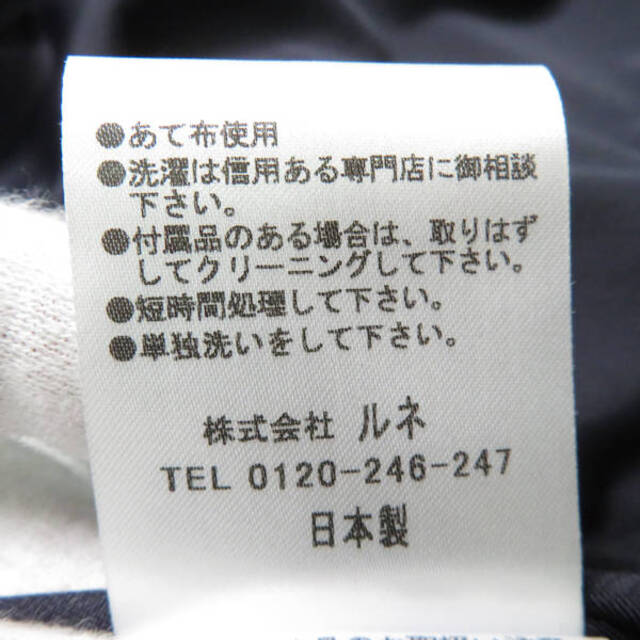 ●あて布使用
●洗濯は信用ある専門店に御相談
下さい。
●付属品のある場合は、取りはず
してクリーニングして下さい。
●短時間処理して下さい。
●単独洗いをして下さい。
株式会社 ルネ
TEL 0120-246-247
日本製